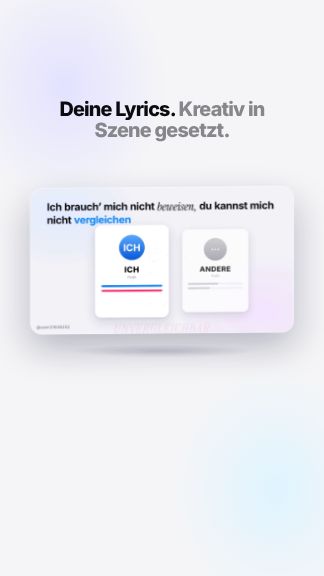 Deine Lyrics. Kreativ in
Szene gesetzt.
Ich brauch’ mich nicht beweisen, du kannst mich
nicht vergleichen
ICH
ICH
...
ANDERE
UNVERGLEICHBAR